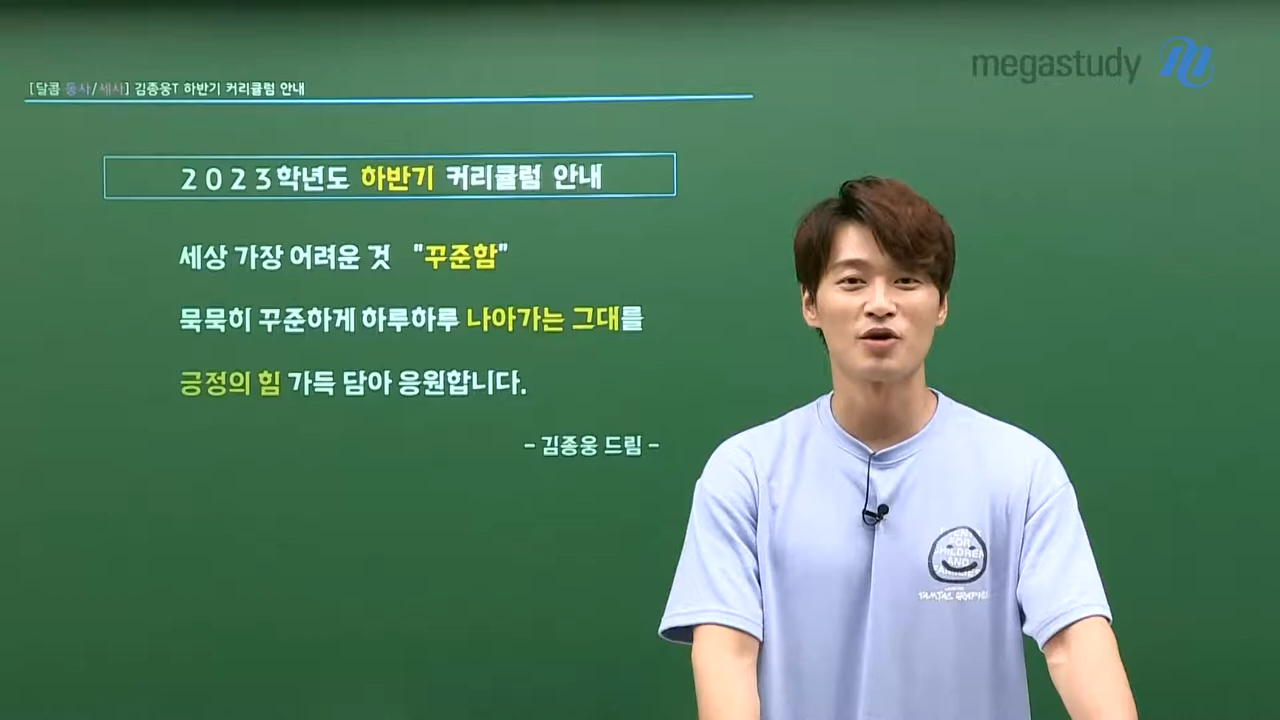 megastudy
[달콤 동사/세사] 김종웅T 하반기 커리큘럼 안내
2023학년도 하반기 커리큘럼 안내
세상 가장 어려운 것 "꾸준함"
묵묵히 꾸준하게 하루하루 나아가는 그대를
긍정의 힘 가득 담아 응원합니다.
- 김종웅 드림 -
FOR
CHILDREN
AND